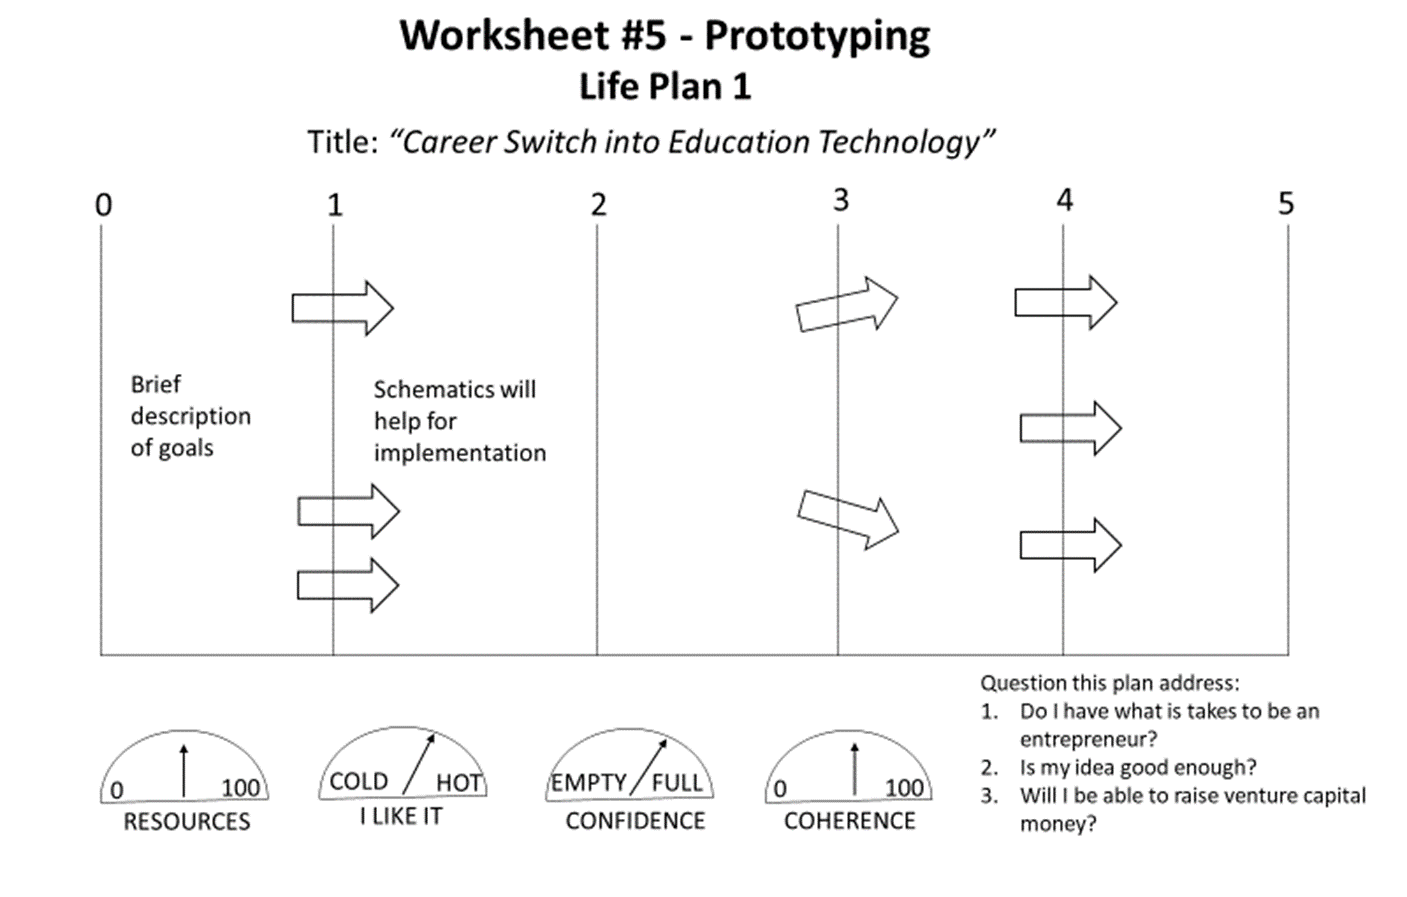 Worksheet #5 - Prototyping
Life Plan 1
Title: “Career Switch into Education Technology”
0 1 2 3 4 5
Brief
description
of goals
Schematics will
help for
implementation
0 100
RESOURCES
COLD HOT
I LIKE IT
EMPTY FULL
CONFIDENCE
0 100
COHERENCE
Question this plan address:
1. Do I have what is takes to be an
entrepreneur?
2. Is my idea good enough?
3. Will I be able to raise venture capital
money?